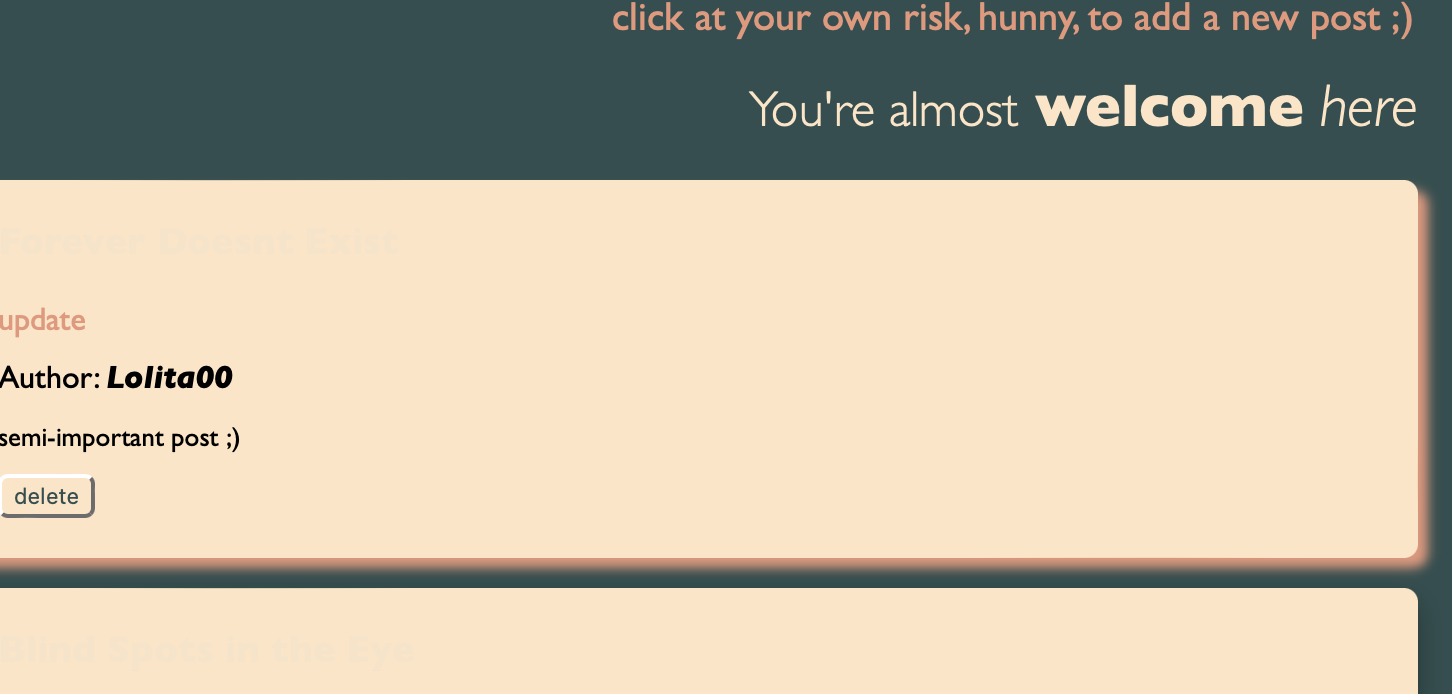 click at your own risk, hunny, to add a new post ;)
You're almost welcome here
Forever Doesnt Exist
update
Author: Lolita00
semi-important post ;)
delete
Blind Spots in the Eye